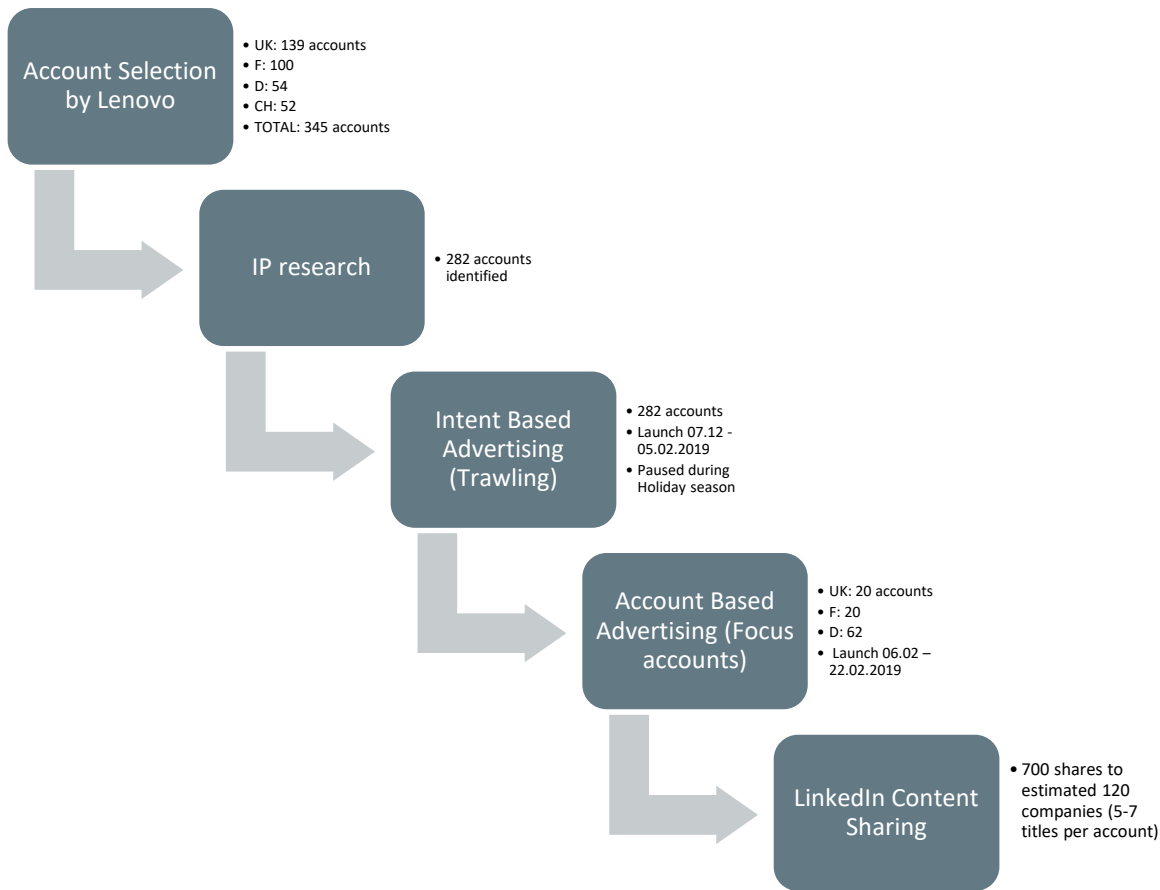 Account Selection
by Lenovo
• UK: 139 accounts
• F: 100
• D: 54
• CH: 52
• TOTAL: 345 accounts
IP research
• 282 accounts
identified
Intent Based
Advertising
(Trawling)
• 282 accounts
• Launch 07.12 -
05.02.2019
• Paused during
Holiday season
Account Based
Advertising (Focus
accounts)
• UK: 20 accounts
• F: 20
• D: 62
• Launch 06.02 –
22.02.2019
LinkedIn Content
Sharing
• 700 shares to
estimated 120
companies (5-7
titles per account)